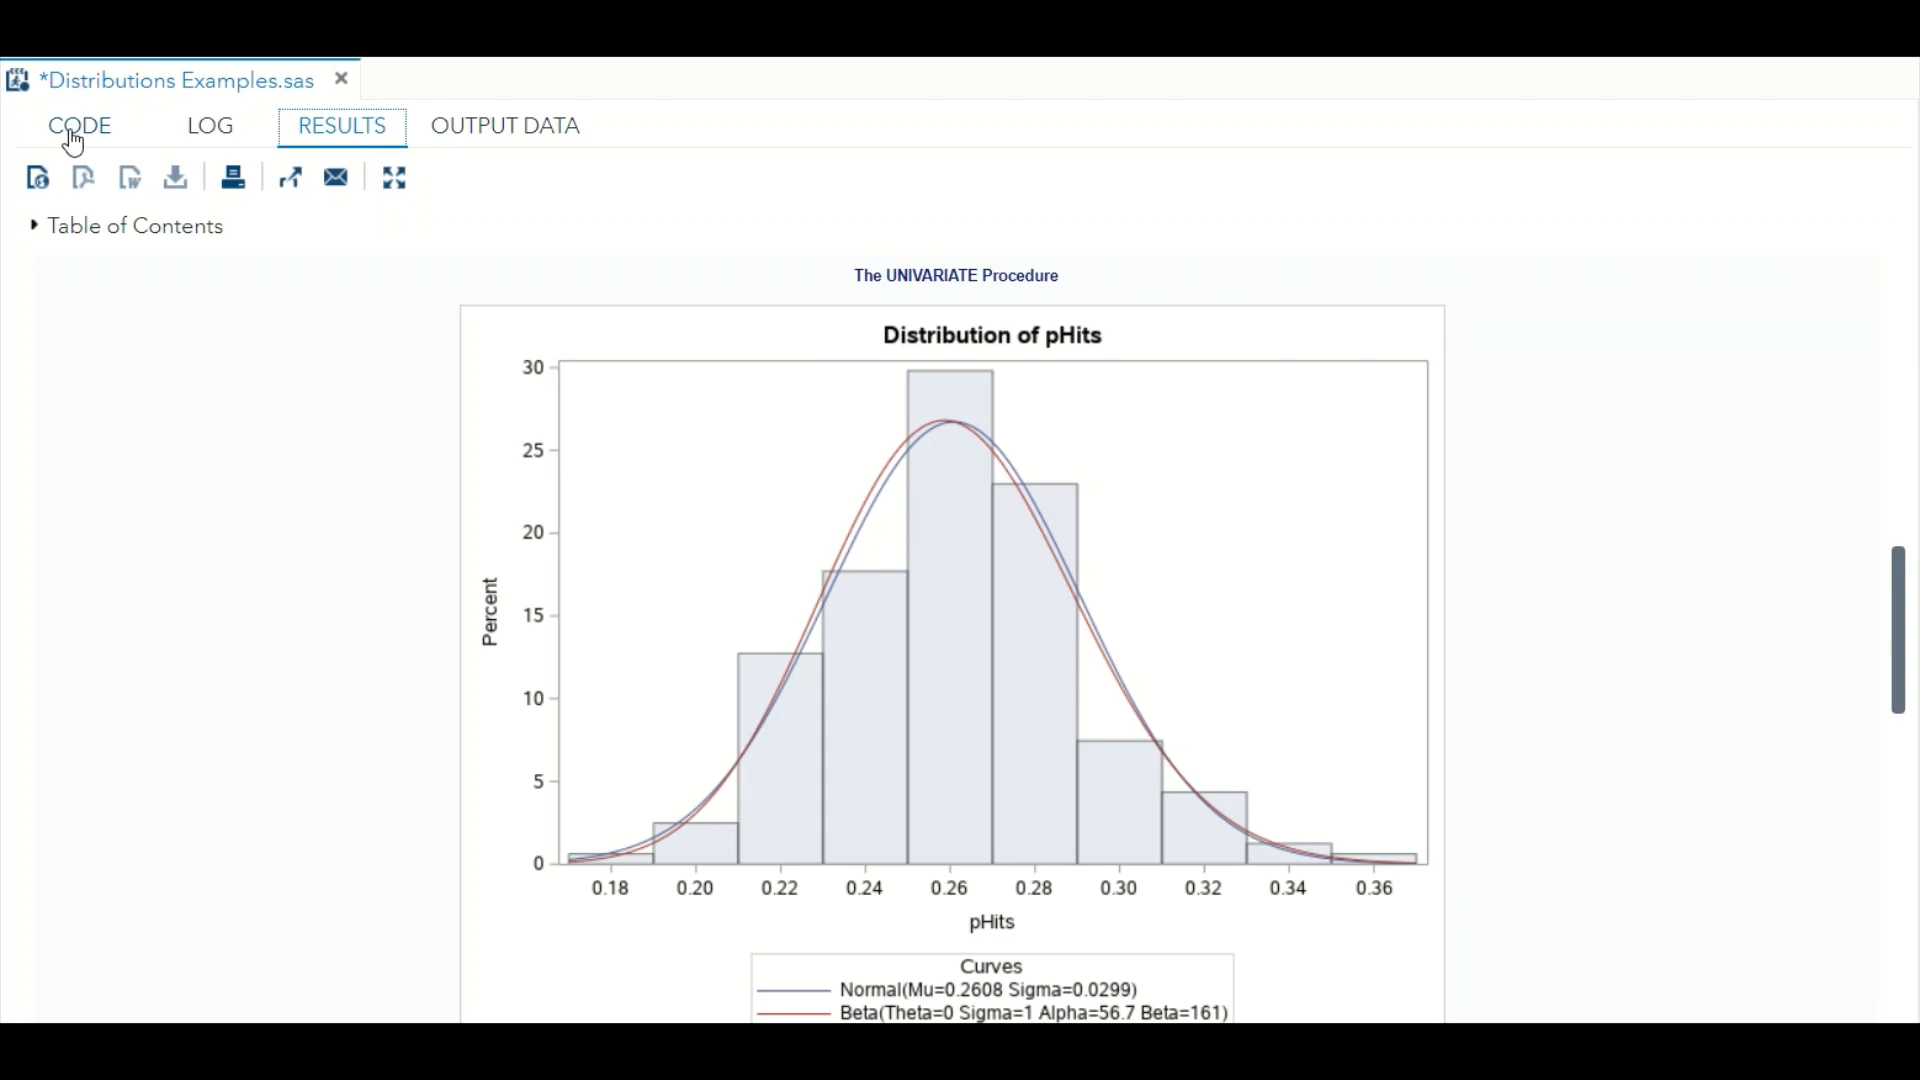 *Distributions Examples.sas
CODE LOG RESULTS OUTPUT DATA
Table of Contents
The UNIVARIATE Procedure
Distribution of pHits
30
25
20
15
10
5
0
Percent
0.18 0.20 0.22 0.24 0.26 0.28 0.30 0.32 0.34 0.36
pHits
Curves
Normal(Mu=0.2608 Sigma=0.0299)
Beta(Theta=0 Sigma=1 Alpha=56.7 Beta=161)